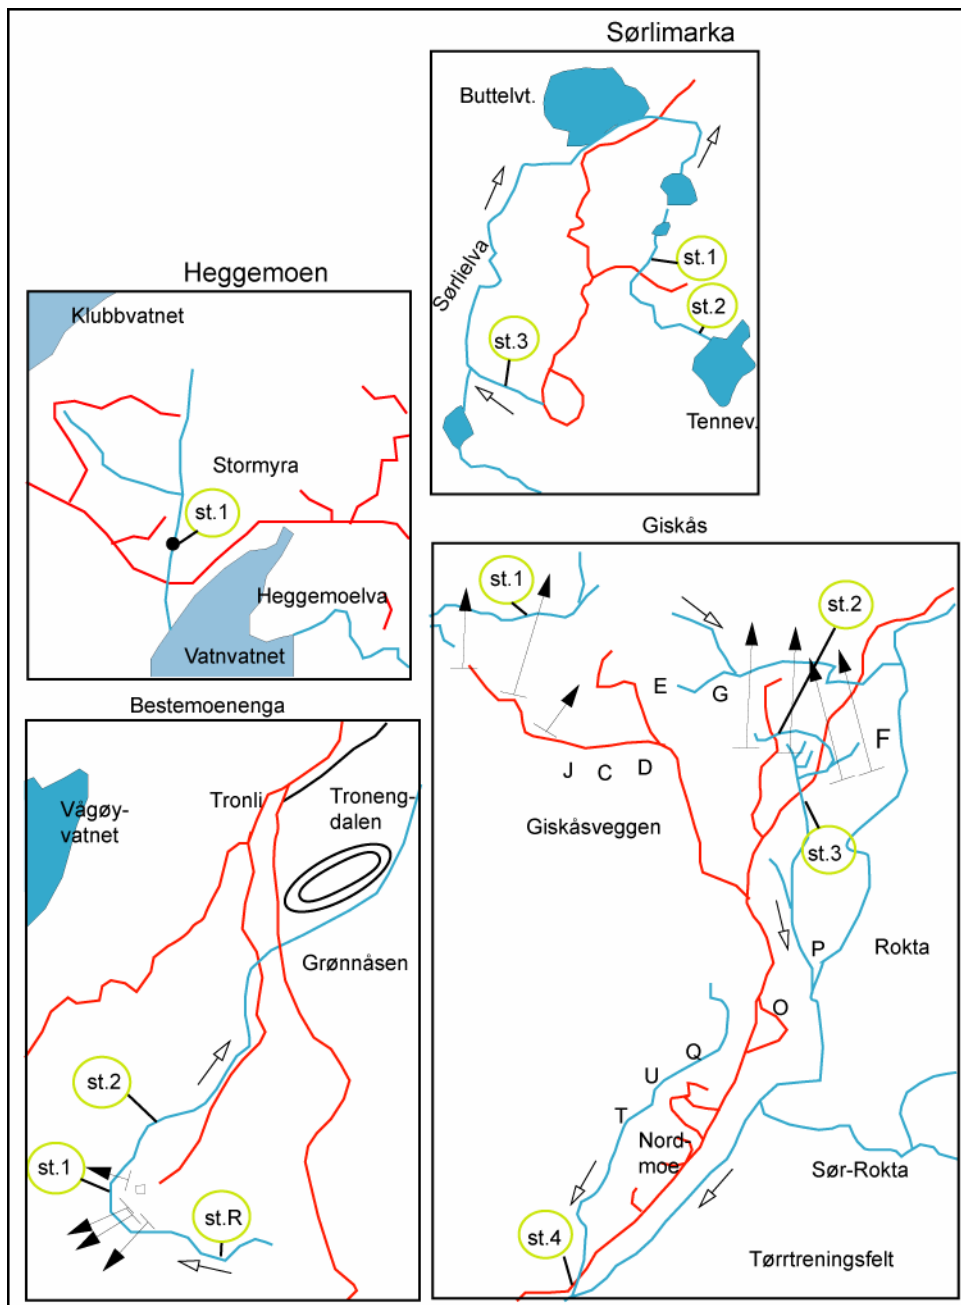 Sørlimarka
Buttelvt.
Sørlielva
st.1
st.2
st.3
Tennev.
Heggemoen
Klubbvatnet
Stormyra
st.1
Heggemoelva
Vatnvatnet
Giskås
st.1
st.2
E
G
F
J
C
D
Giskåsveggen
st.3
P
Rokta
O
Q
U
T
Nord-
moe
Sør-Rokta
st.4
Tørrtreningsfelt
Bestemoenenga
Vågøy-
vatnet
Tronli
Troneng-
dalen
Grønnåsen
st.2
st.1
st.R